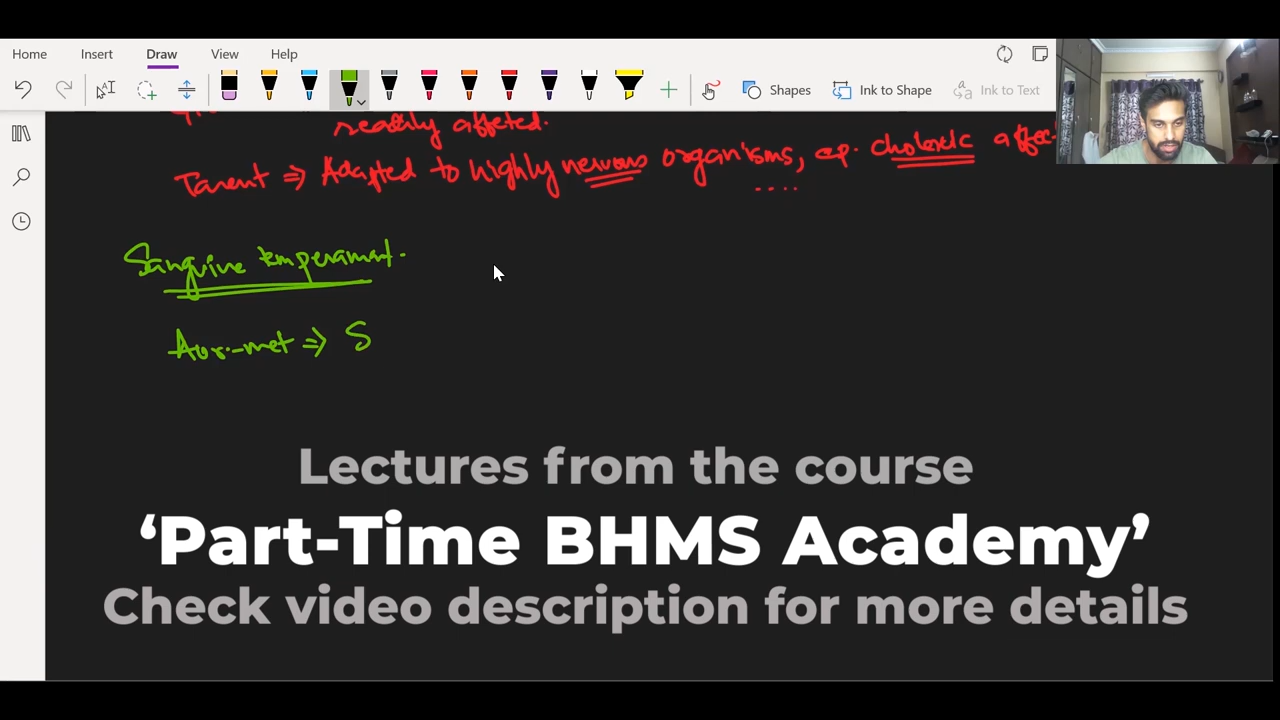 Home Insert Draw View Help
Shapes Ink to Shape Ink to Text
readily affeted.
Tarent ⇒ Adapted to highly nervous organisms, esp. choleric affec-
....
Sanguine temperamat.
Aur.-met ⇒ S
Lectures from the course
‘Part-Time BHMS Academy’
Check video description for more details